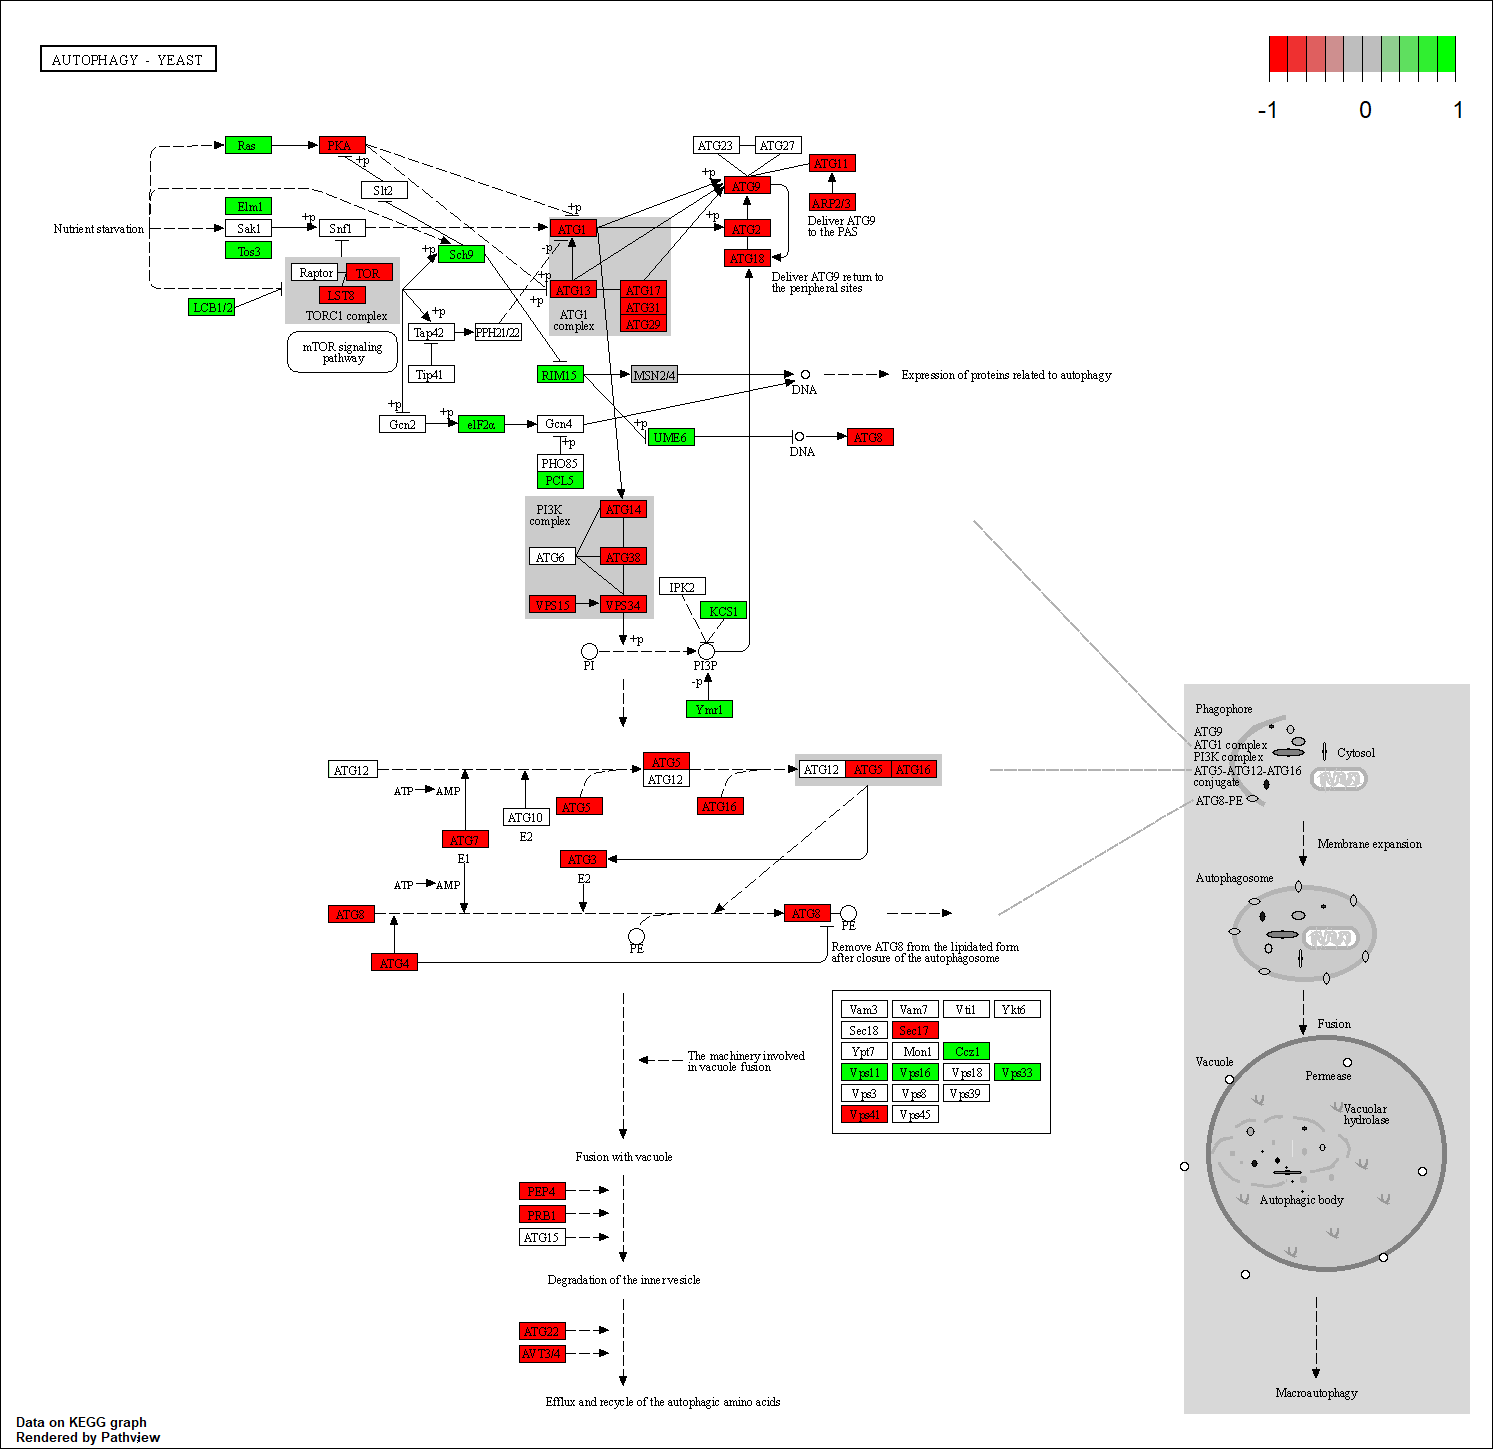 AUTOPHAGY - YEAST
-1 0 1
Ras
PKA
+p
Slt2
ATG23
ATG27
ATG11
+p
ATG9
ARP2/3
Deliver ATG9
to the PAS
Elm1
Nutrient starvation
Sak1
+p
Snf1
Tos3
+p
Sch9
+p
ATG1
-p
+p
ATG2
ATG18
Deliver ATG9 return to
the peripheral sites
Raptor
TOR
LST8
TORC1 complex
LCB1/2
+p
+p
ATG13
ATG17
ATG31
ATG29
ATG1
complex
mTOR signaling
pathway
+p
Tap42
PPH21/22
Tip41
RIM15
MSN2/4
DNA
Expression of proteins related to autophagy
+p
Gcn2
+p
eIF2α
Gcn4
+p
PHO85
PCL5
+p
UME6
DNA
ATG8
PI3K
complex
ATG14
ATG6
ATG38
VPS15
VPS34
IPK2
KCS1
+p
PI
PI3P
-p
Ymr1
ATG12
ATG5
ATG12
ATG12
ATG5
ATG16
ATP
AMP
ATG10
E2
ATG5
ATG16
ATG7
E1
ATG3
E2
ATP
AMP
ATG8
ATG8
PE
PE
ATG4
Remove ATG8 from the lipidated form
after closure of the autophagosome
Vam3 Vam7 Vti1 Ykt6
Sec18 Sec17
Ypt7 Mon1 Ccz1
Vps11 Vps16 Vps18 Vps33
Vps3 Vps8 Vps39
Vps41 Vps45
The machinery involved
in vacuole fusion
Fusion with vacuole
PEP4
PRB1
ATG15
Degradation of the inner vesicle
ATG22
AVT3/4
Efflux and recycle of the autophagic amino acids
Phagophore
ATG9
ATG1 complex
PI3K complex
ATG5-ATG12-ATG16
conjugate
ATG8-PE
Cytosol
Membrane expansion
Autophagosome
Fusion
Vacuole
Permease
Vacuolar
hydrolase
Autophagic body
Macroautophagy
Data on KEGG graph
Rendered by Pathview